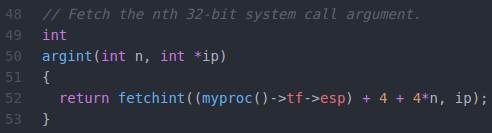 48 // Fetch the nth 32-bit system call argument.
49 int
50 argint(int n, int *ip)
51 {
52   return fetchint((myproc()->tf->esp) + 4 + 4*n, ip);
53 }